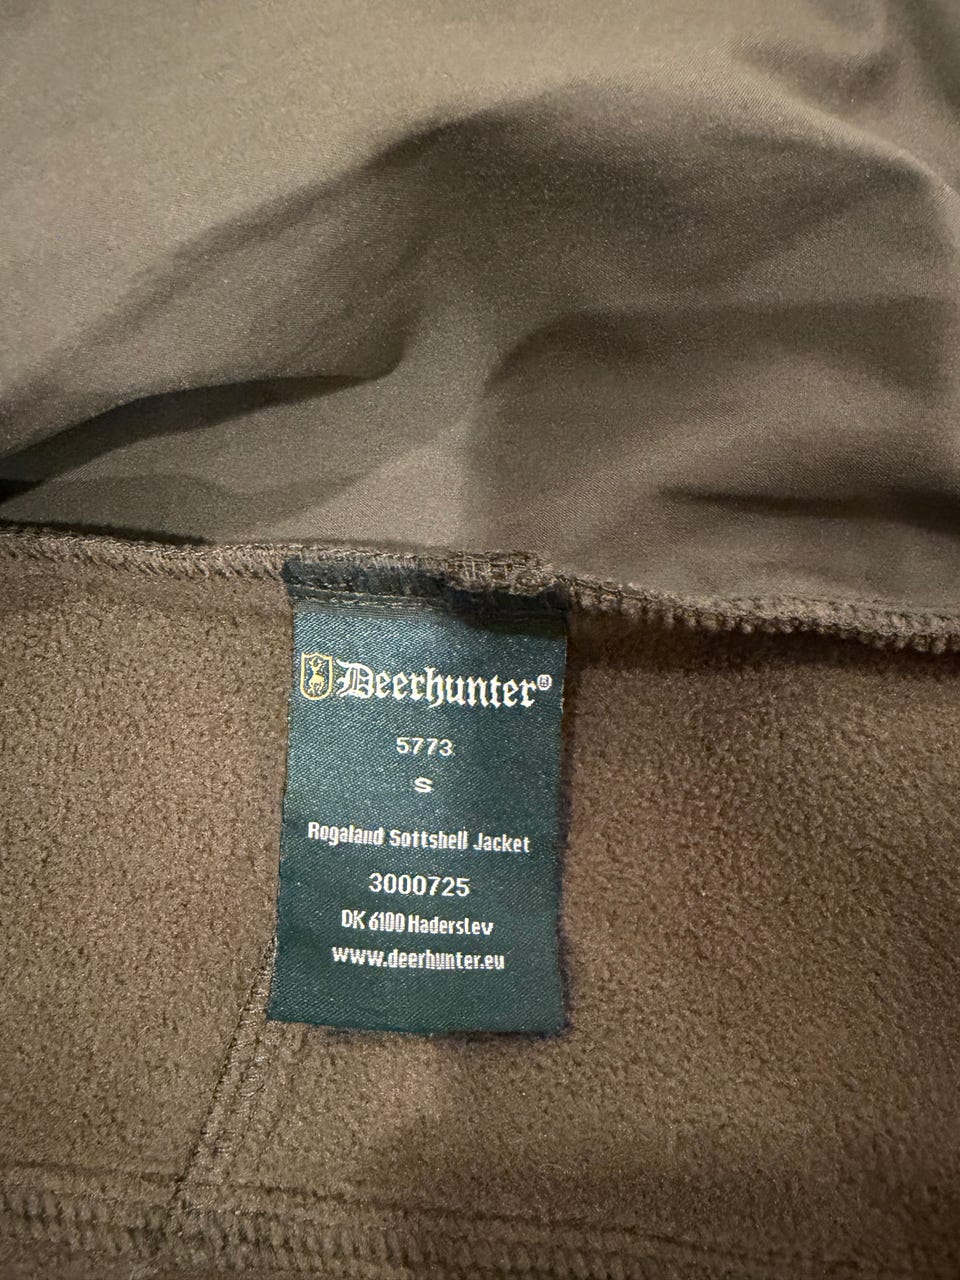 Deerhunter®
5773
S
Rogaland Softshell Jacket
3000725
DK 6100 Haderslev
www.deerhunter.eu